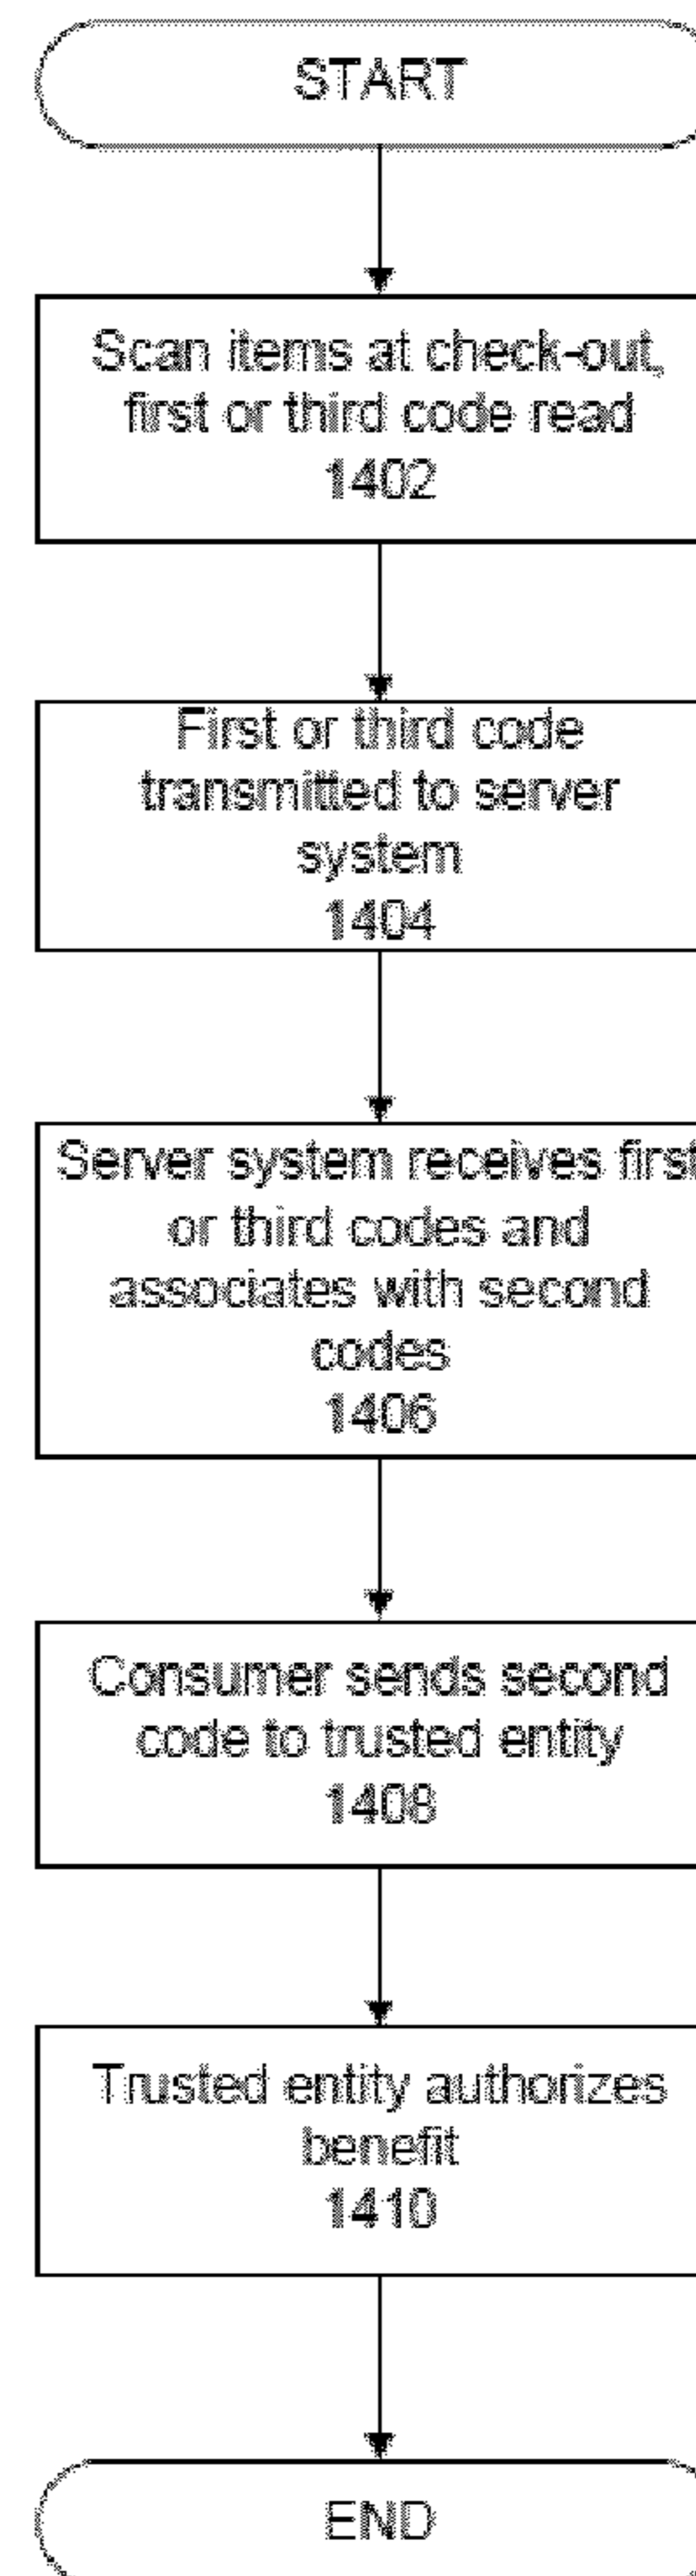 START
Scan items at check-out,
first or third code read
1402
First or third code
transmitted to server
system
1404
Server system receives first
or third codes and
associates with second
codes
1406
Consumer sends second
code to trusted entity
1408
Trusted entity authorizes
benefit
1410
END